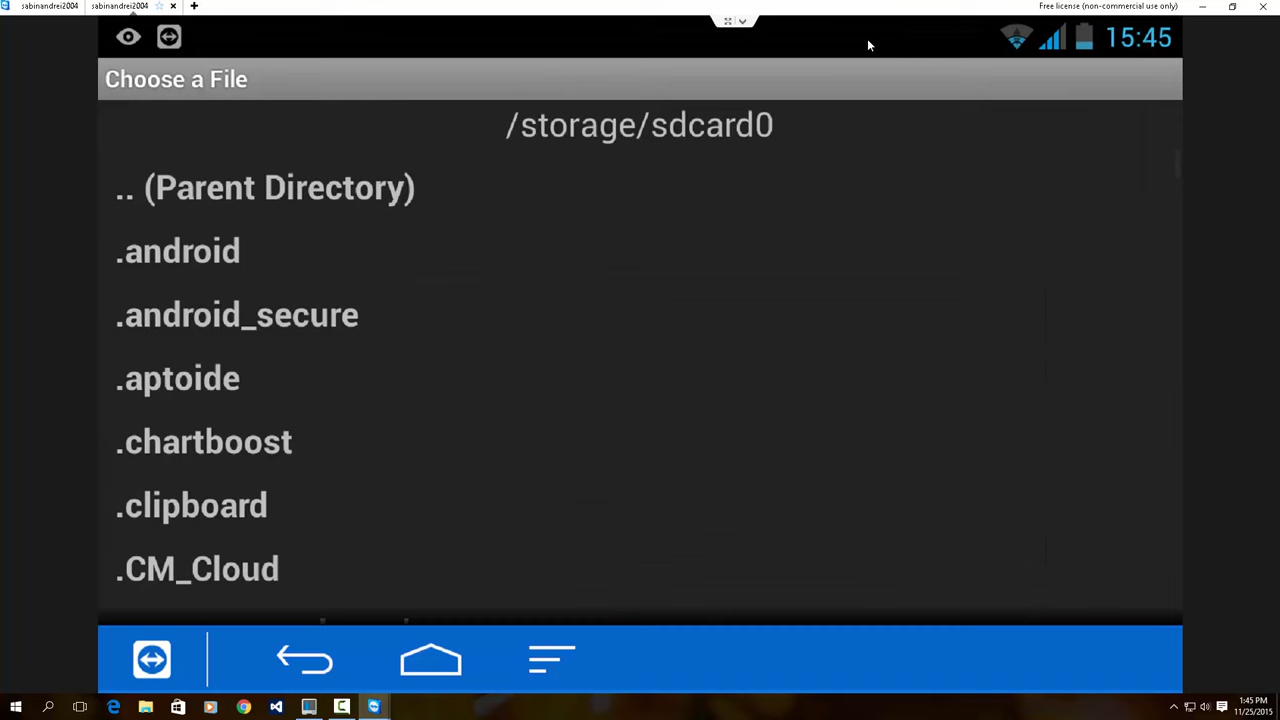 sabinandrei2004
sabinandrei2004
Free license (non-commercial use only)
15:45
Choose a File
/storage/sdcard0
.. (Parent Directory)
.android
.android_secure
.aptoide
.chartboost
.clipboard
.CM_Cloud
1:45 PM
11/25/2015